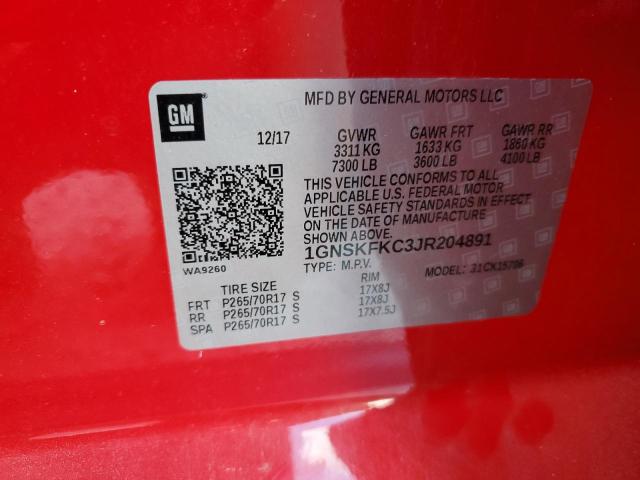 GM
MFD BY GENERAL MOTORS LLC
12/17 GVWR GAWR FRT GAWR RR
3311 KG 1633 KG 1860 KG
7300 LB 3600 LB 4100 LB
THIS VEHICLE CONFORMS TO ALL
APPLICABLE U.S. FEDERAL MOTOR
VEHICLE SAFETY STANDARDS IN EFFECT
ON THE DATE OF MANUFACTURE
SHOWN ABOVE.
1GNSKFKC3JR204891
WA9260
TYPE: M.P.V. MODEL: 31CK15706
TIRE SIZE RIM
FRT P265/70R17 S 17X8J
RR P265/70R17 S 17X8J
SPA P265/70R17 S 17X7.5J